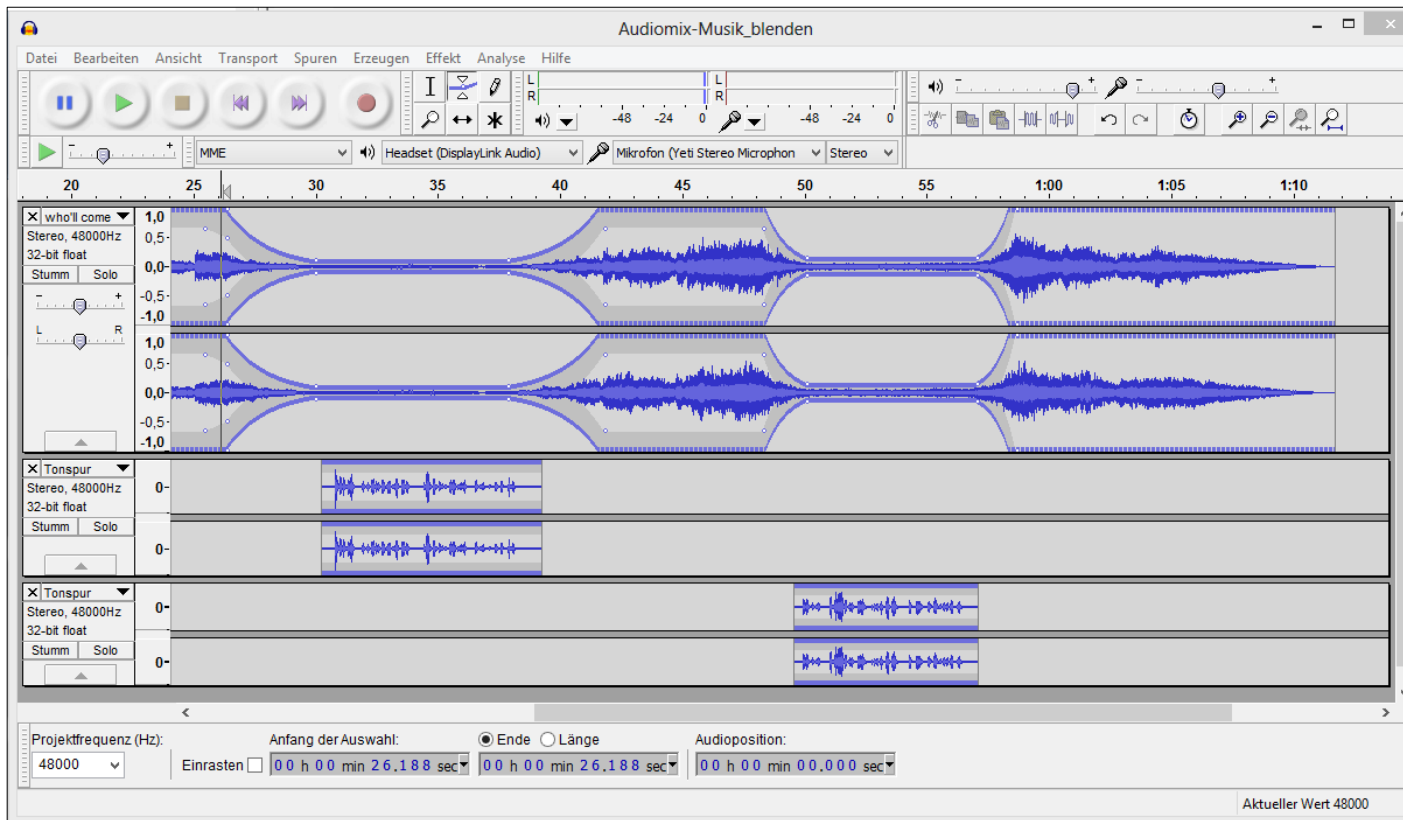 Audiomix-Musik_blenden
Datei Bearbeiten Ansicht Transport Spuren Erzeugen Effekt Analyse Hilfe
L
R
-48 -24 0
L
R
-48 -24 0
- +
- +
- +
MME
Headset (DisplayLink Audio)
Mikrofon (Yeti Stereo Microphon
Stereo
20 25 30 35 40 45 50 55 1:00 1:05 1:10
X who'll come
Stereo, 48000Hz
32-bit float
Stumm Solo
- +
L R
1,0
0,5-
0,0-
-0,5-
-1,0
1,0
0,5-
0,0-
-0,5-
-1,0
X Tonspur
Stereo, 48000Hz
32-bit float
Stumm Solo
0-
0-
X Tonspur
Stereo, 48000Hz
32-bit float
Stumm Solo
0-
0-
Projektfrequenz (Hz):
48000
Einrasten
Anfang der Auswahl:
00 h 00 min 26.188 sec
Ende Länge
00 h 00 min 26.188 sec
Audioposition:
00 h 00 min 00.000 sec
Aktueller Wert 48000